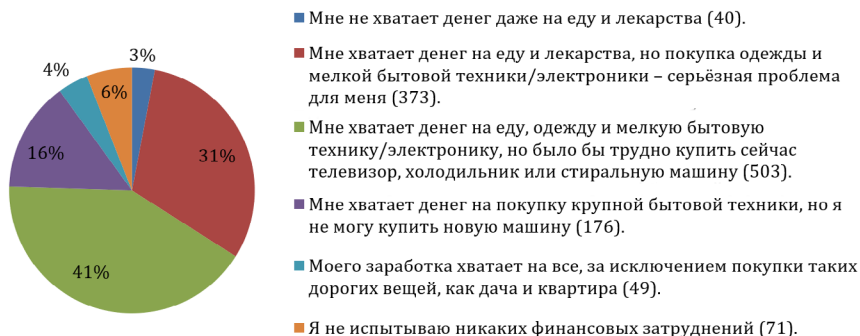 3%
4%
6%
31%
16%
41%
Мне не хватает денег даже на еду и лекарства (40).
Мне хватает денег на еду и лекарства, но покупка одежды и
мелкой бытовой техники/электроники – серьёзная проблема
для меня (373).
Мне хватает денег на еду, одежду и мелкую бытовую
технику/электронику, но было бы трудно купить сейчас
телевизор, холодильник или стиральную машину (503).
Мне хватает денег на покупку крупной бытовой техники, но я
не могу купить новую машину (176).
Моего заработка хватает на все, за исключением покупки таких
дорогих вещей, как дача и квартира (49).
Я не испытываю никаких финансовых затруднений (71).